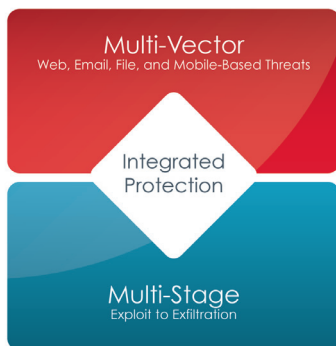 Multi-Vector
Web, Email, File, and Mobile-Based Threats
Integrated
Protection
Multi-Stage
Exploit to Exfiltration